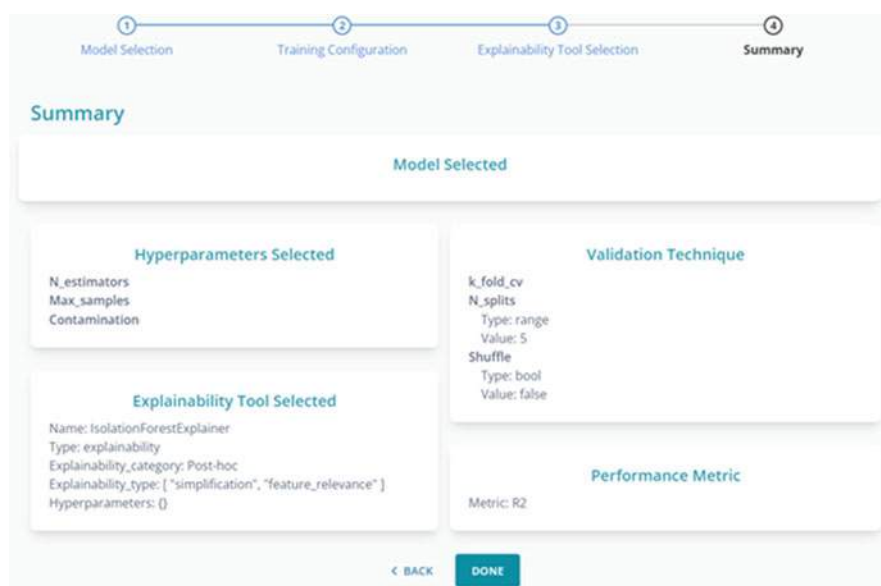 1
2
3
4
Model Selection
Training Configuration
Explainability Tool Selection
Summary
Summary
Model Selected
Hyperparameters Selected
N_estimators
Max_samples
Contamination
Explainability Tool Selected
Name: IsolationForestExplainer
Type: explainability
Explainability_category: Post-hoc
Explainability_type: [ "simplification", "feature_relevance" ]
Hyperparameters: {}
Validation Technique
k_fold_cv
N_splits
Type: range
Value: 5
Shuffle
Type: bool
Value: false
Performance Metric
Metric: R2
< BACK
DONE